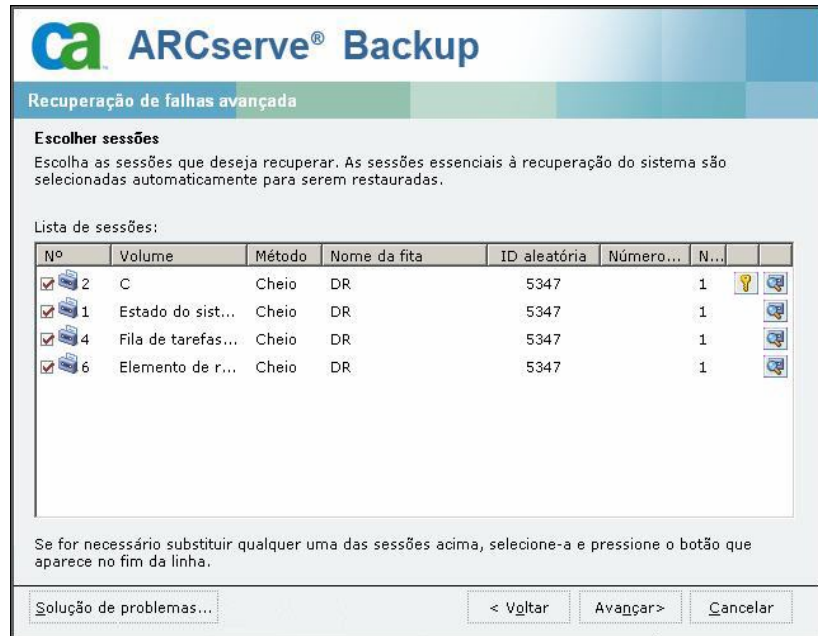 ca ARCserve® Backup
Recuperação de falhas avançada
Escolher sessões
Escolha as sessões que deseja recuperar. As sessões essenciais à recuperação do sistema são
selecionadas automaticamente para serem restauradas.
Lista de sessões:
Nº Volume Método Nome da fita ID aleatória Número... N...
2 C Cheio DR 5347 1
1 Estado do sist... Cheio DR 5347 1
4 Fila de tarefas... Cheio DR 5347 1
6 Elemento de r... Cheio DR 5347 1
Se for necessário substituir qualquer uma das sessões acima, selecione-a e pressione o botão que
aparece no fim da linha.
Solução de problemas... < Voltar Avançar> Cancelar